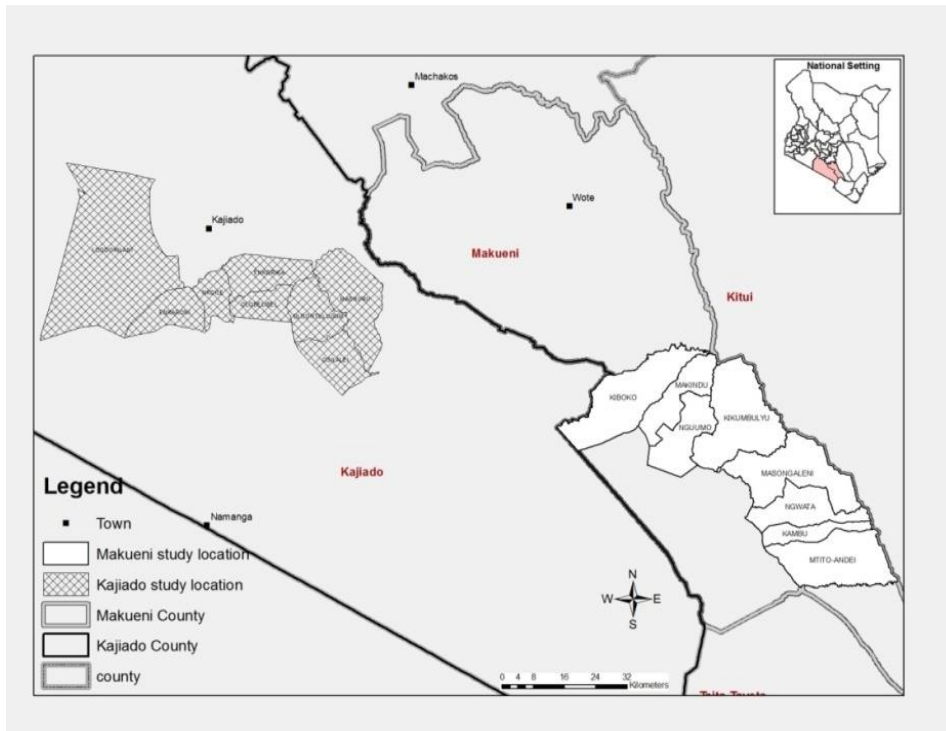 National Setting
Machakos
Wote
Kajiado
Makueni
Kitui
KIBOKO
MAKINDU
NGUUMO
KIKUMBULYU
MASONGALENI
NGWATA
KAMBU
MTITO-ANDEI
Kajiado
Namanga
Legend
Town
Makueni study location
Kajiado study location
Makueni County
Kajiado County
county
N
W
E
S
0 4 8 16 24 32
Kilometers